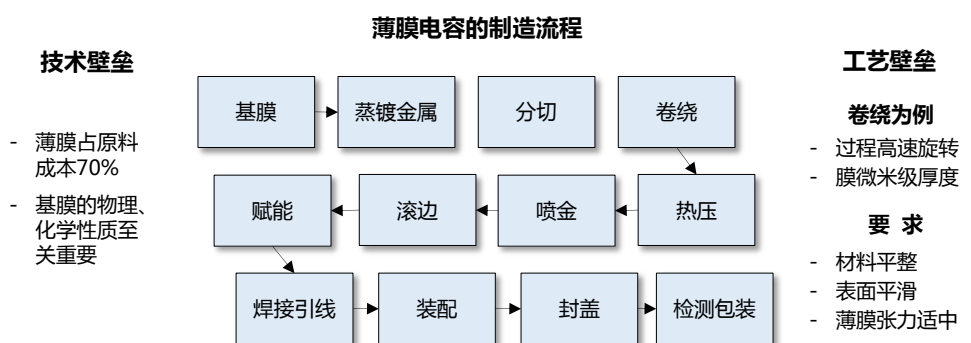 薄膜电容的制造流程
技术壁垒
- 薄膜占原料
成本70%
- 基膜的物理、
化学性质至
关重要
基膜
蒸镀金属
分切
卷绕
赋能
滚边
喷金
热压
焊接引线
装配
封盖
检测包装
工艺壁垒
卷绕为例
- 过程高速旋转
- 膜微米级厚度
要 求
- 材料平整
- 表面平滑
- 薄膜张力适中